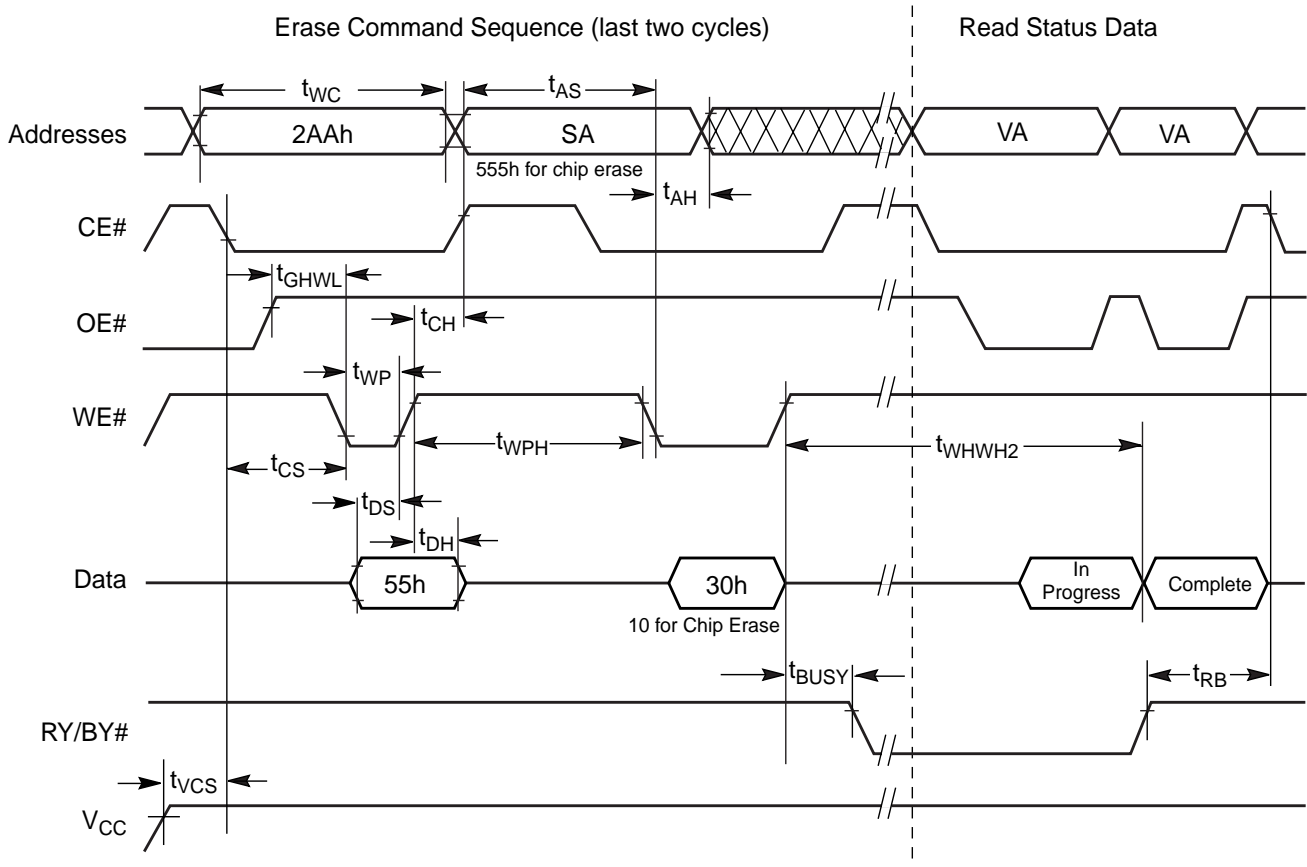 Erase Command Sequence (last two cycles)
Read Status Data
tWC
tAS
Addresses
2AAh
SA
VA
VA
555h for chip erase
tAH
CE#
tGHWL
OE#
tCH
tWP
WE#
tWPH
tWHWH2
tCS
tDS
tDH
Data
55h
30h
In
Progress
Complete
10 for Chip Erase
tBUSY
tRB
RY/BY#
tVCS
VCC